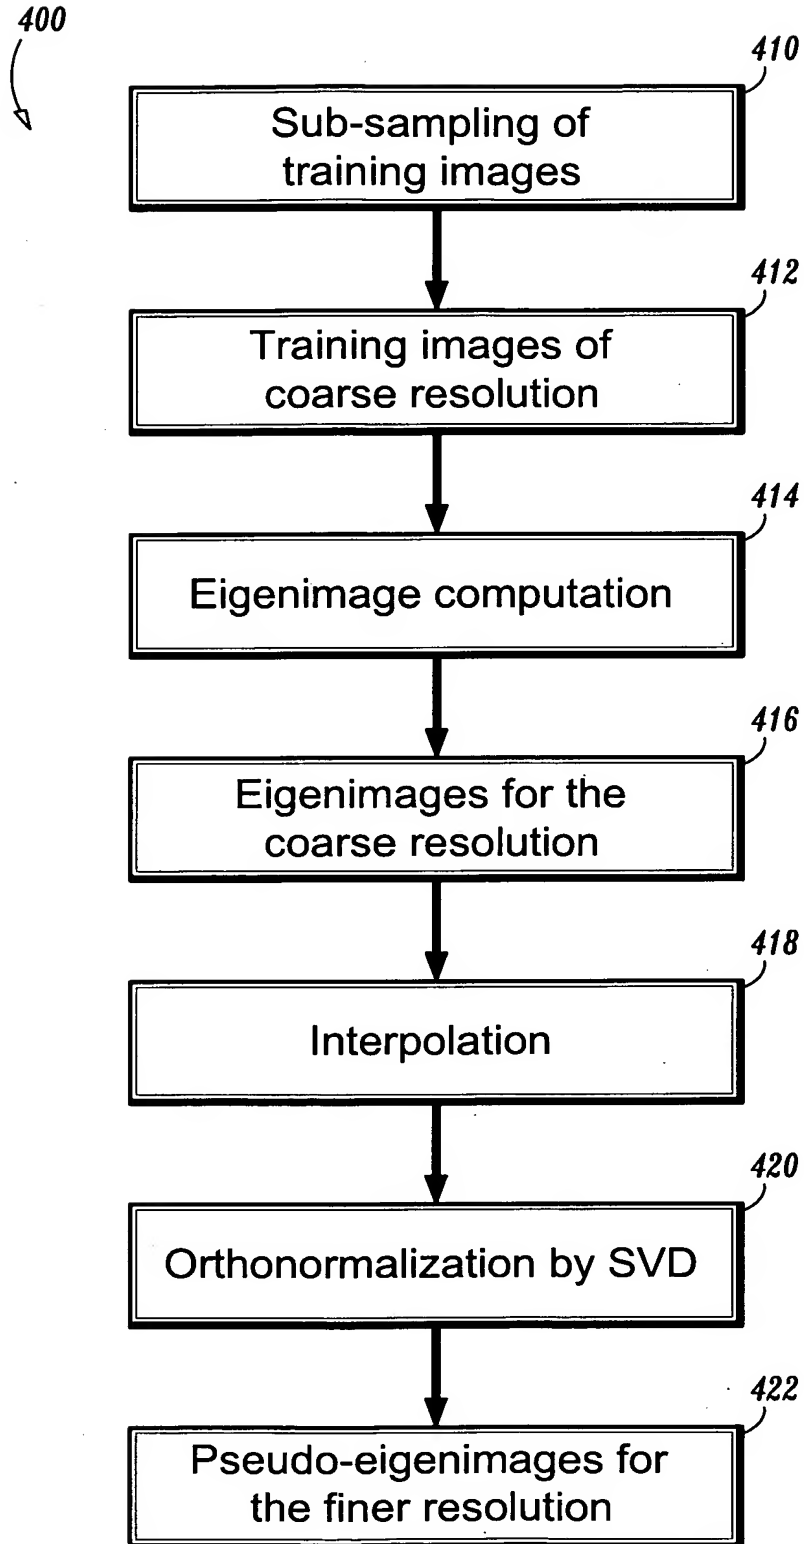 400
410
Sub-sampling of
training images
412
Training images of
coarse resolution
414
Eigenimage computation
416
Eigenimages for the
coarse resolution
418
Interpolation
420
Orthonormalization by SVD
422
Pseudo-eigenimages for
the finer resolution